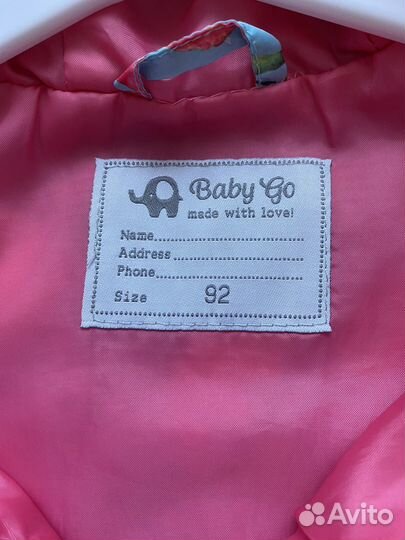 Baby Go
made with love!
Name
Address
Phone
Size 92
Avito